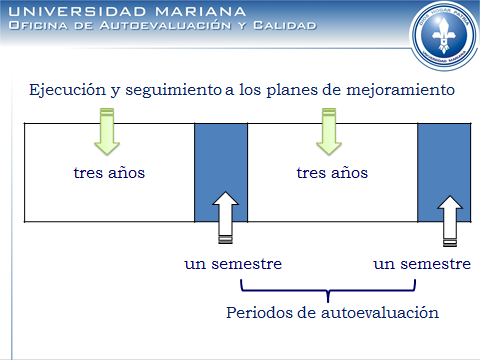 UNIVERSIDAD MARIANA
OFICINA DE AUTOEVALUACIÓN Y CALIDAD
Ejecución y seguimiento a los planes de mejoramiento
tres años
tres años
un semestre
un semestre
Periodos de autoevaluación